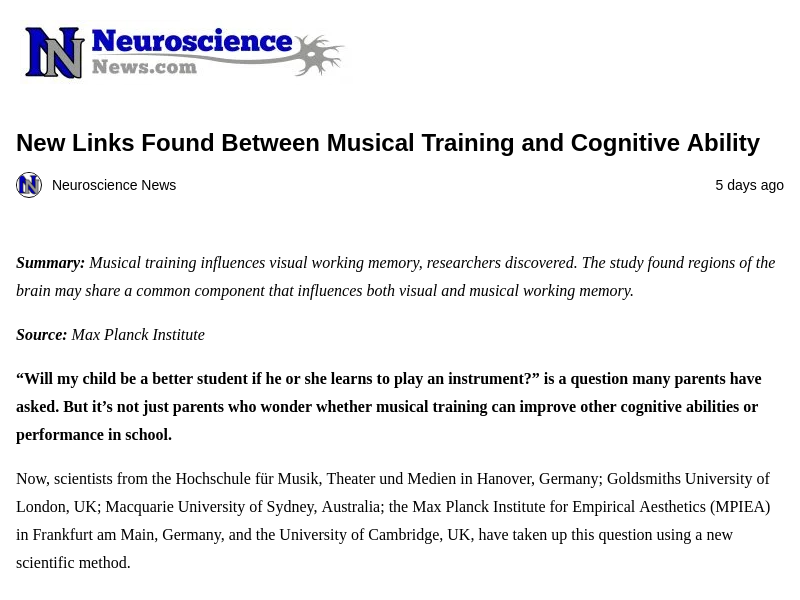 Neuroscience
News.com
New Links Found Between Musical Training and Cognitive Ability
Neuroscience News
5 days ago
Summary: Musical training influences visual working memory, researchers discovered. The study found regions of the
brain may share a common component that influences both visual and musical working memory.
Source: Max Planck Institute
“Will my child be a better student if he or she learns to play an instrument?” is a question many parents have
asked. But it’s not just parents who wonder whether musical training can improve other cognitive abilities or
performance in school.
Now, scientists from the Hochschule für Musik, Theater und Medien in Hanover, Germany; Goldsmiths University of
London, UK; Macquarie University of Sydney, Australia; the Max Planck Institute for Empirical Aesthetics (MPIEA)
in Frankfurt am Main, Germany, and the University of Cambridge, UK, have taken up this question using a new
scientific method.